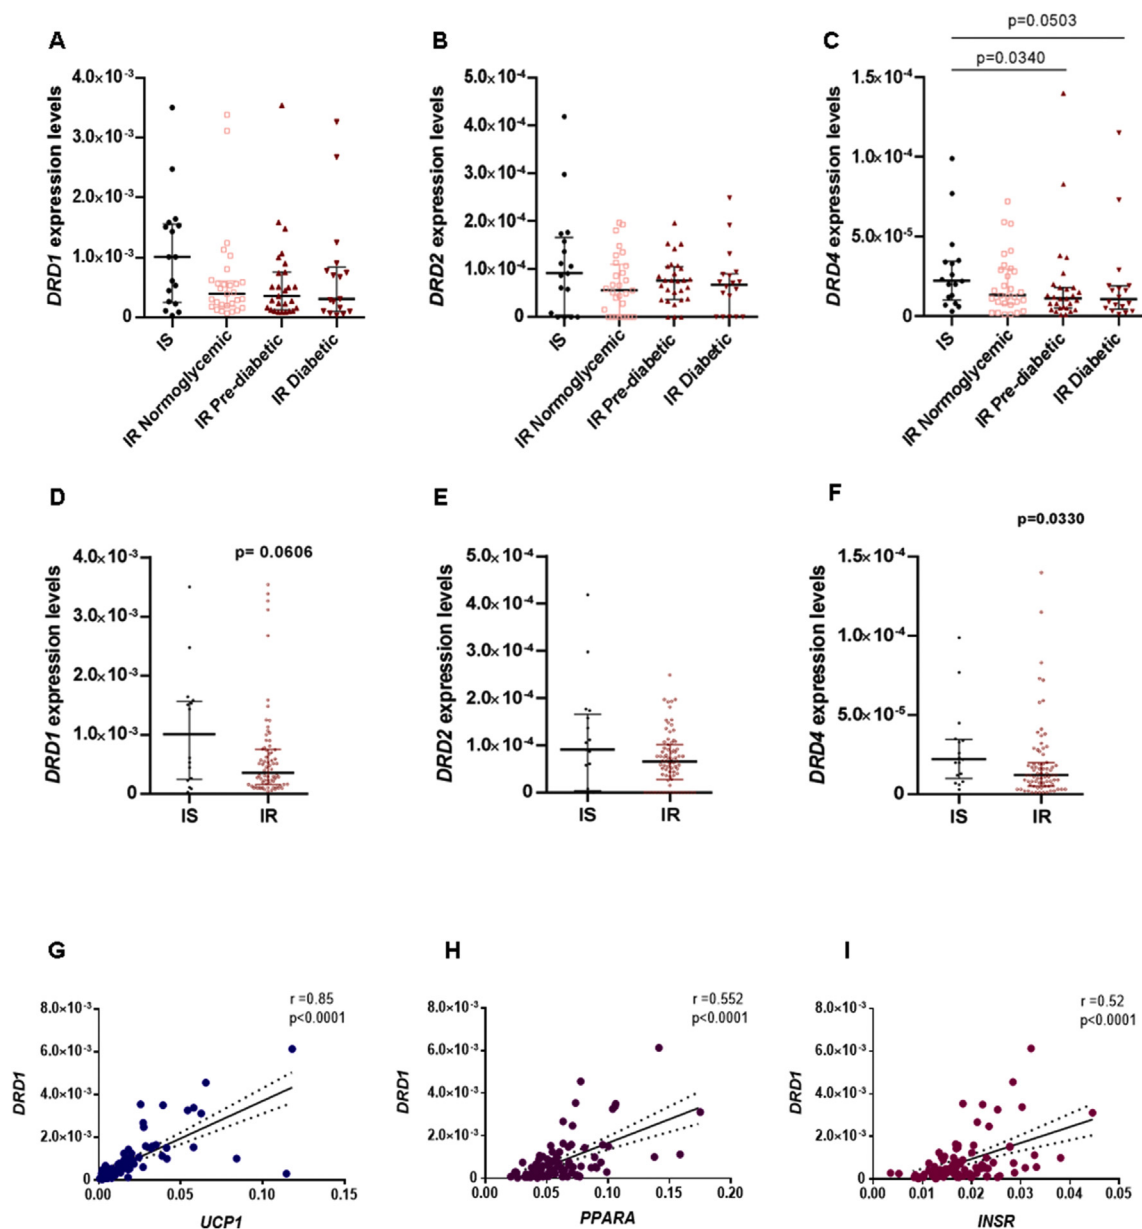 A
DRD1 expression levels
4.0×10⁻³
3.0×10⁻³
2.0×10⁻³
1.0×10⁻³
0
IS
IR Normoglycemic
IR Pre-diabetic
IR Diabetic
B
DRD2 expression levels
5.0×10⁻⁴
4.0×10⁻⁴
3.0×10⁻⁴
2.0×10⁻⁴
1.0×10⁻⁴
0
IS
IR Normoglycemic
IR Pre-diabetic
IR Diabetic
C
p=0.0503
p=0.0340
DRD4 expression levels
1.5×10⁻⁴
1.0×10⁻⁴
5.0×10⁻⁵
0
IS
IR Normoglycemic
IR Pre-diabetic
IR Diabetic
D
p= 0.0606
DRD1 expression levels
4.0×10⁻³
3.0×10⁻³
2.0×10⁻³
1.0×10⁻³
0
IS IR
E
DRD2 expression levels
5.0×10⁻⁴
4.0×10⁻⁴
3.0×10⁻⁴
2.0×10⁻⁴
1.0×10⁻⁴
0
IS IR
F
p=0.0330
DRD4 expression levels
1.5×10⁻⁴
1.0×10⁻⁴
5.0×10⁻⁵
0
IS IR
G
r =0.85
p<0.0001
DRD1
8.0×10⁻³
6.0×10⁻³
4.0×10⁻³
2.0×10⁻³
0
0.00 0.05 0.10 0.15
UCP1
H
r =0.552
p<0.0001
DRD1
8.0×10⁻³
6.0×10⁻³
4.0×10⁻³
2.0×10⁻³
0
0.00 0.05 0.10 0.15 0.20
PPARA
I
r =0.52
p<0.0001
DRD1
8.0×10⁻³
6.0×10⁻³
4.0×10⁻³
2.0×10⁻³
0
0.00 0.01 0.02 0.03 0.04 0.05
INSR